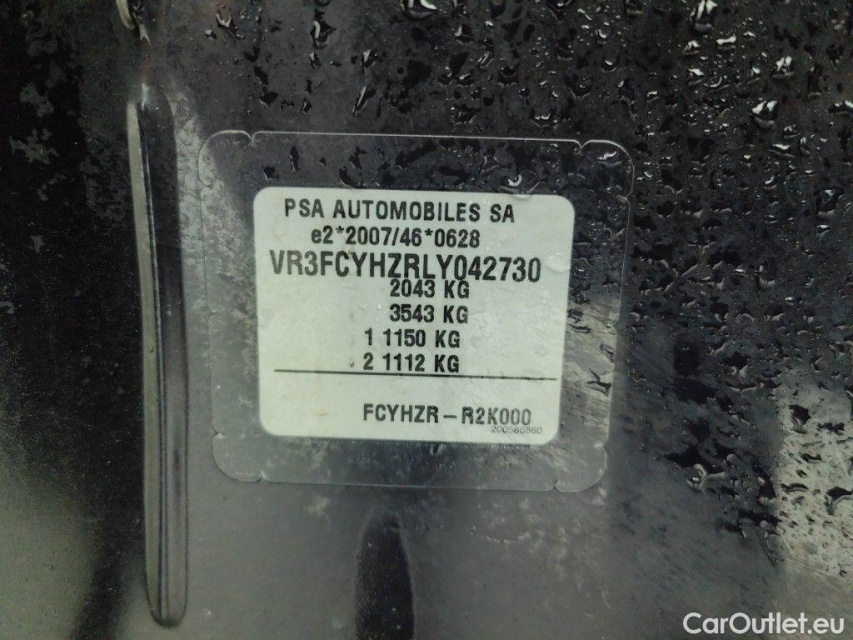 PSA AUTOMOBILES SA
e2*2007/46*0628
VR3FCYHZRLY042730
2043 KG
3543 KG
1 1150 KG
2 1112 KG
FCYHZR-R2K000
CarOutlet.eu